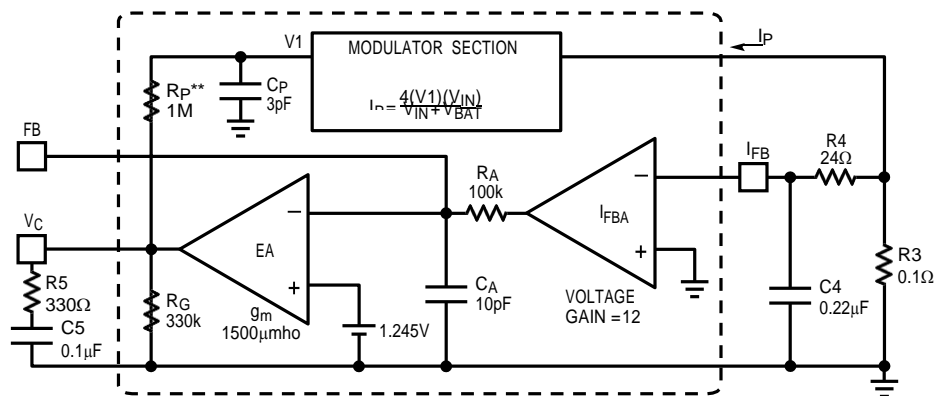 V1
MODULATOR SECTION
IP = 4(V1)(VIN)
VIN + VBAT
IP
RP**
1M
CP
3pF
FB
RA
100k
IFBA
IFB
R4
24Ω
VC
EA
R5
330Ω
RG
330k
gm
1500µmho
1.245V
CA
10pF
VOLTAGE
GAIN =12
C4
0.22µF
R3
0.1Ω
C5
0.1µF